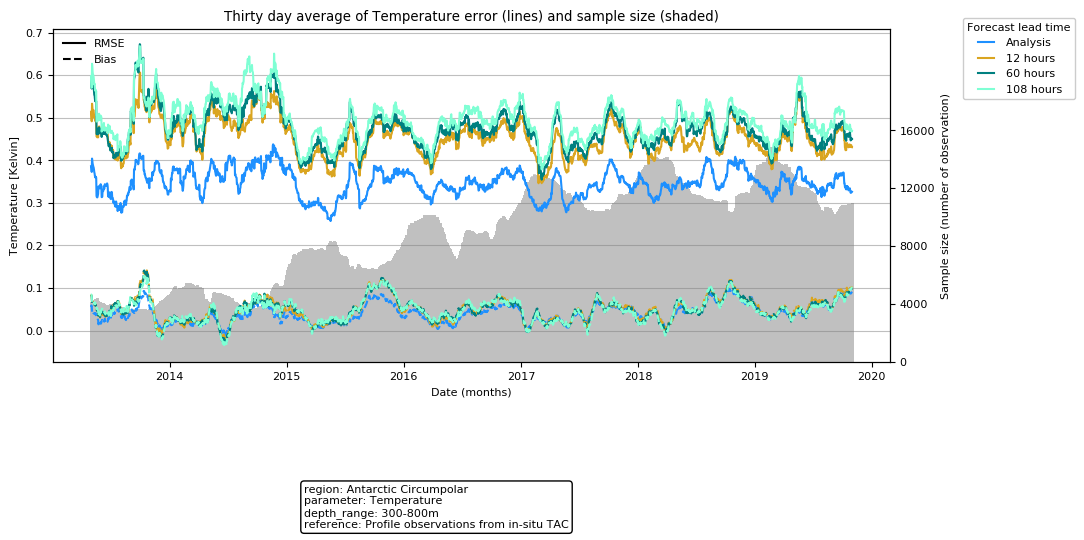 Thirty day average of Temperature error (lines) and sample size (shaded)
RMSE
Bias
Forecast lead time
Analysis
12 hours
60 hours
108 hours
Temperature [Kelvin]
0.7
0.6
0.5
0.4
0.3
0.2
0.1
0.0
16000
12000
8000
4000
0
Sample size (number of observation)
2014
2015
2016
2017
2018
2019
2020
Date (months)
region: Antarctic Circumpolar
parameter: Temperature
depth_range: 300-800m
reference: Profile observations from in-situ TAC